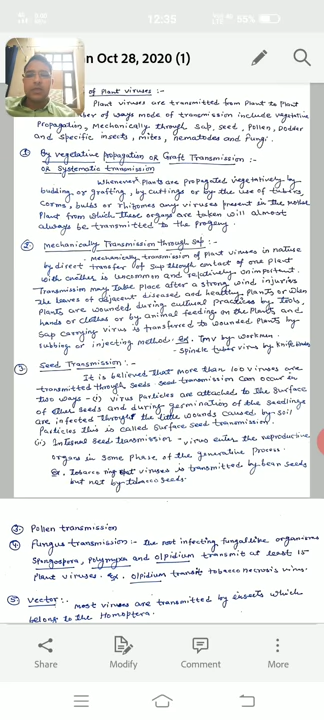 12:35
55%
n Oct 28, 2020 (1)
of Plant viruses :-
Plant viruses are transmitted from Plant to Plant
ber of ways mode of transmission include vegetative
Propagation, Mechanically through Sap, seed, Pollen, Dodder
and specific insects, mites, nematodes and Fungi.
① By vegetative propagation or Graft Transmission :-
or Systematic transmission
Whenever Plants are propagated vegetatively by
budding or grafting, by cuttings or by the use of tubers,
corms, bulbs or rhizomes any viruses present in the mother
Plant from which these organs are taken will almost
always be transmitted to the progeny.
② Mechanically Transmission through Sap :-
Mechanically transmission of Plant viruses in nature
by direct transfer of Sap through contact of one plant
with another is uncommon and relatively unimportant.
Transmission may take place after a strong wind, injuries
the leaves of adjacent diseased and healthy Plants or when
Plants are wounded during cultural Practices by tools,
hands or clothes or by animal feeding on the Plants and
Sap carrying virus is transferred to wounded Plants by
rubbing or injecting method. Ex. TMV by workmen
- Spindle tuber virus by knife
③ Seed Transmission :-
It is believed that more than 100 viruses are
transmitted through seeds. Seed transmission can occur in
two ways - (i) virus Particles are attached to the Surface
of the seeds and during germination of the seedlings
are infected through the little wounds caused by soil
Particles this is called Surface seed transmission.
(ii) Internal seed transmission - virus enter the reproductive
organs in some phase of the generative process.
Ex. Tobacco ring viruses is transmitted by bean seeds
but not by tobacco seeds.
③ Pollen transmission
④ Fungus transmission :- the root infecting fungal like organisms
Spongospora, Polymyxa and Olpidium transmit at least 15
Plant viruses. Ex. Olpidium transit tobacco necrosis virus.
⑤ Vector :- most viruses are transmitted by insects which
belong to the Homoptera.
Share
Modify
Comment
More